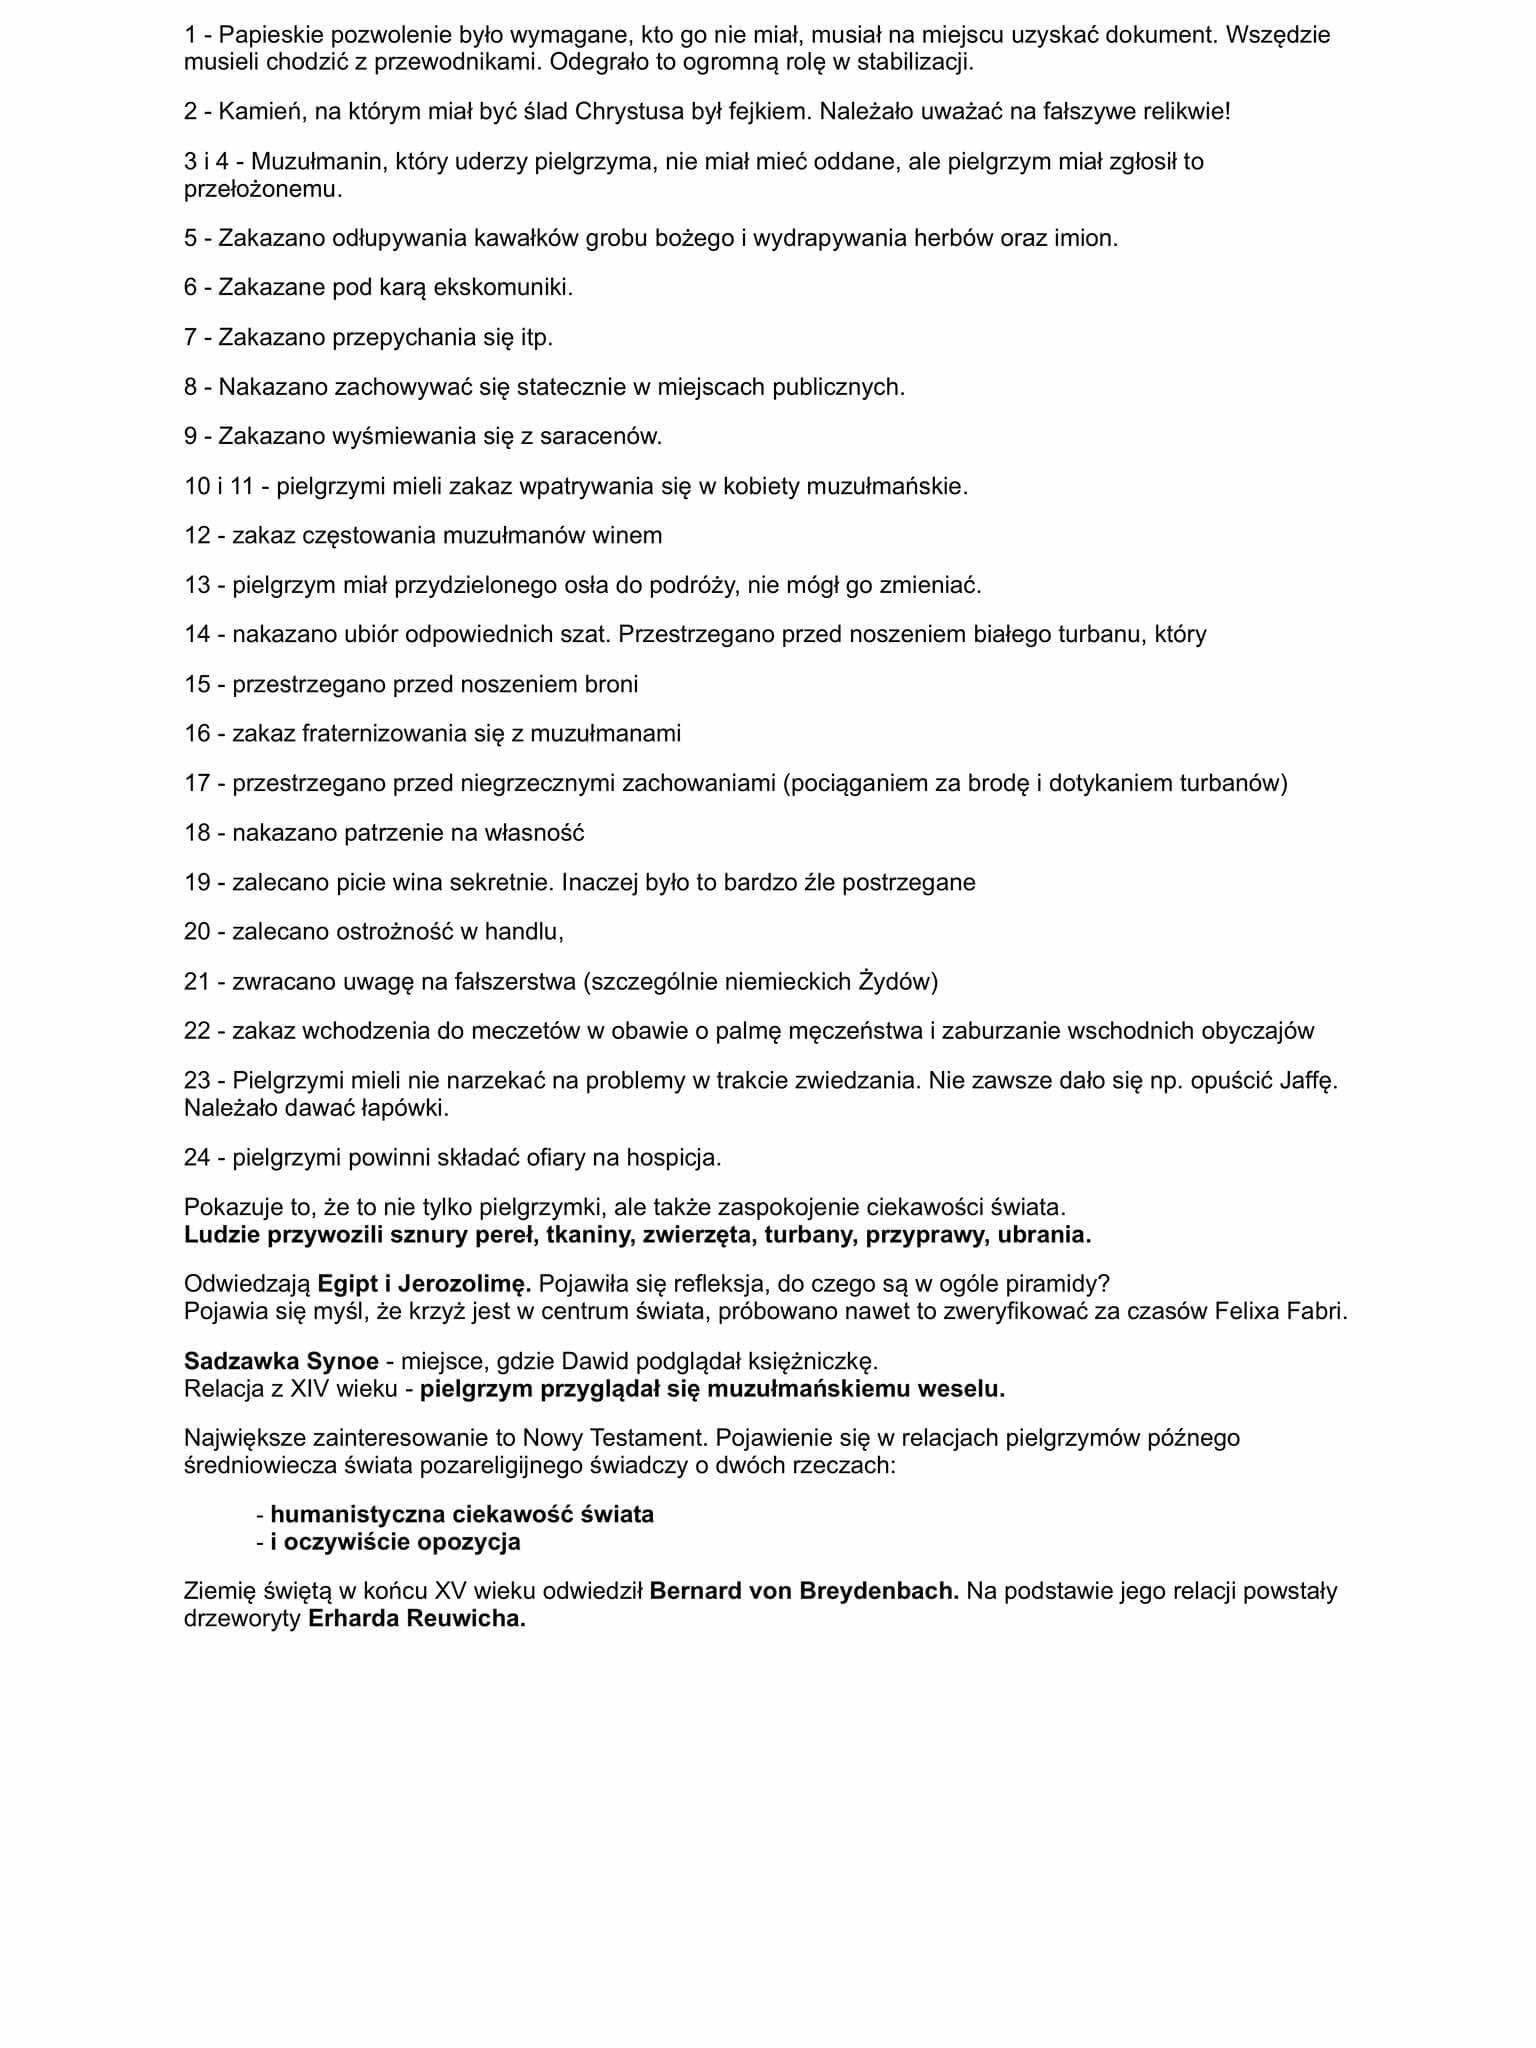 1 - Papieskie pozwolenie było wymagane, kto go nie miał, musiał na miejscu uzyskać dokument. Wszędzie
musieli chodzić z przewodnikami. Odegrało to ogromną rolę w stabilizacji.
2 - Kamień, na którym miał być ślad Chrystusa był fejkiem. Należało uważać na fałszywe relikwie!
3 i 4 - Muzułmanin, który uderzy pielgrzyma, nie miał mieć oddane, ale pielgrzym miał zgłosił to
przełożonemu.
5 - Zakazano odłupywania kawałków grobu bożego i wydrapywania herbów oraz imion.
6 - Zakazane pod karą ekskomuniki.
7 - Zakazano przepychania się itp.
8 - Nakazano zachowywać się statecznie w miejscach publicznych.
9 - Zakazano wyśmiewania się z saracenów.
10 i 11 - pielgrzymi mieli zakaz wpatrywania się w kobiety muzułmańskie.
12 - zakaz częstowania muzułmanów winem
13 - pielgrzym miał przydzielonego osła do podróży, nie mógł go zmieniać.
14 - nakazano ubiór odpowiednich szat. Przestrzegano przed noszeniem białego turbanu, który
15 - przestrzegano przed noszeniem broni
16 - zakaz fraternizowania się z muzułmanami
17 - przestrzegano przed niegrzecznymi zachowaniami (pociąganiem za brodę i dotykaniem turbanów)
18 - nakazano patrzenie na własność
19 - zalecano picie wina sekretnie. Inaczej było to bardzo źle postrzegane
20 - zalecano ostrożność w handlu,
21 - zwracano uwagę na fałszerstwa (szczególnie niemieckich Żydów)
22 - zakaz wchodzenia do meczetów w obawie o palmę męczeństwa i zaburzanie wschodnich obyczajów
23 - Pielgrzymi mieli nie narzekać na problemy w trakcie zwiedzania. Nie zawsze dało się np. opuścić Jaffę.
Należało dawać łapówki.
24 - pielgrzymi powinni składać ofiary na hospicja.
Pokazuje to, że to nie tylko pielgrzymki, ale także zaspokojenie ciekawości świata.
Ludzie przywozili sznury pereł, tkaniny, zwierzęta, turbany, przyprawy, ubrania.
Odwiedzają Egipt i Jerozolimę. Pojawiła się refleksja, do czego są w ogóle piramidy?
Pojawia się myśl, że krzyż jest w centrum świata, próbowano nawet to zweryfikować za czasów Felixa Fabri.
Sadzawka Synoe - miejsce, gdzie Dawid podglądał księżniczkę.
Relacja z XIV wieku - pielgrzym przyglądał się muzułmańskiemu weselu.
Największe zainteresowanie to Nowy Testament. Pojawienie się w relacjach pielgrzymów późnego
średniowiecza świata pozareligijnego świadczy o dwóch rzeczach:
- humanistyczna ciekawość świata
- i oczywiście opozycja
Ziemię świętą w końcu XV wieku odwiedził Bernard von Breydenbach. Na podstawie jego relacji powstały
drzeworyty Erharda Reuwicha.